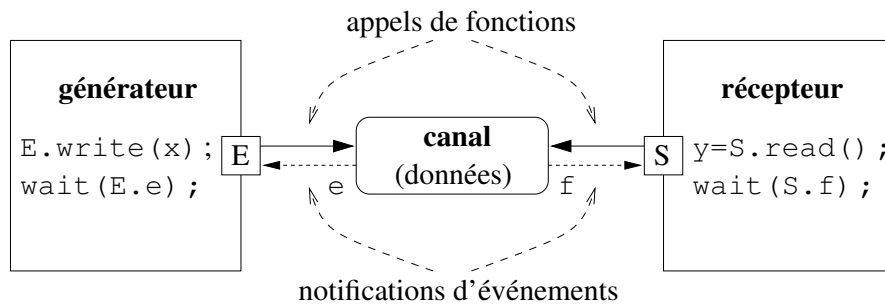 appels de fonctions
générateur
E.write(x);
wait(E.e);
E
canal
(données)
e
f
S
récepteur
y=S.read();
wait(S.f);
notifications d'événements